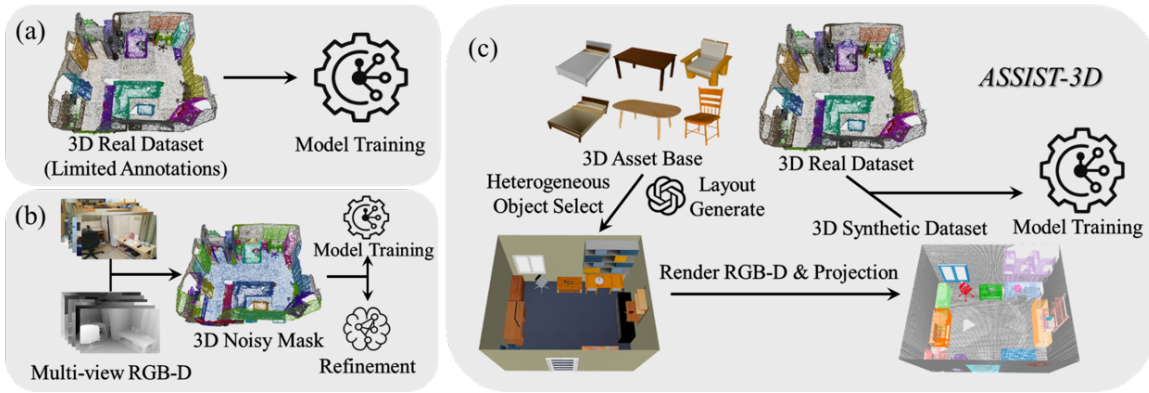 (a)
3D Real Dataset
(Limited Annotations)
Model Training
(b)
Multi-view RGB-D
3D Noisy Mask
Model Training
Refinement
(c)
ASSIST-3D
3D Asset Base
3D Real Dataset
Heterogeneous
Object Select
Layout
Generate
3D Synthetic Dataset
Model Training
Render RGB-D & Projection